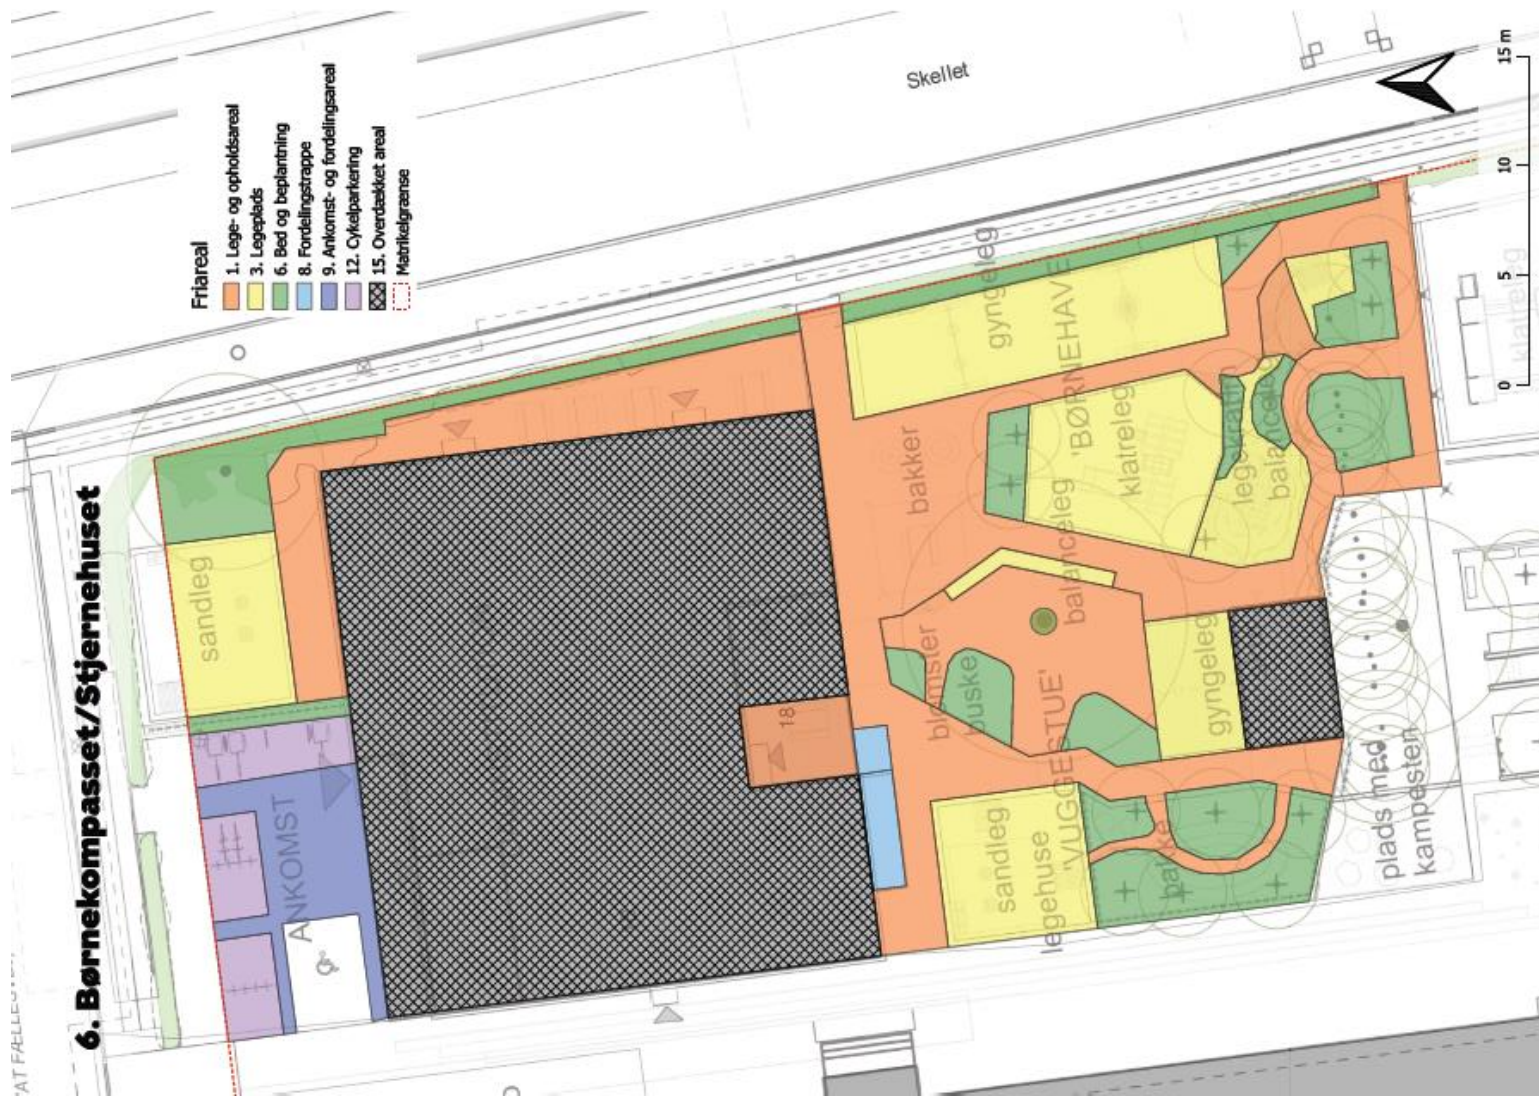 6. Børnekompasset/Stjernehuset
Friareal
1. Lege- og opholdsareal
3. Legeplads
6. Bed og beplantning
8. Fordelingstrappe
9. Ankomst- og fordelingsareal
12. Cykelparkering
15. Overdækket areal
Matrikelgrænse
Skellet
0
5
10
15 m
sandleg
ANKOMST
18
bakker
gyngeleg
'BØRNEHAVE'
klatreleg
balanceleg
blomster
buske
'VUGGESTUE'
gyngeleg
sandleg
legehuse
bakke
plads med
kampesten
klatreleg